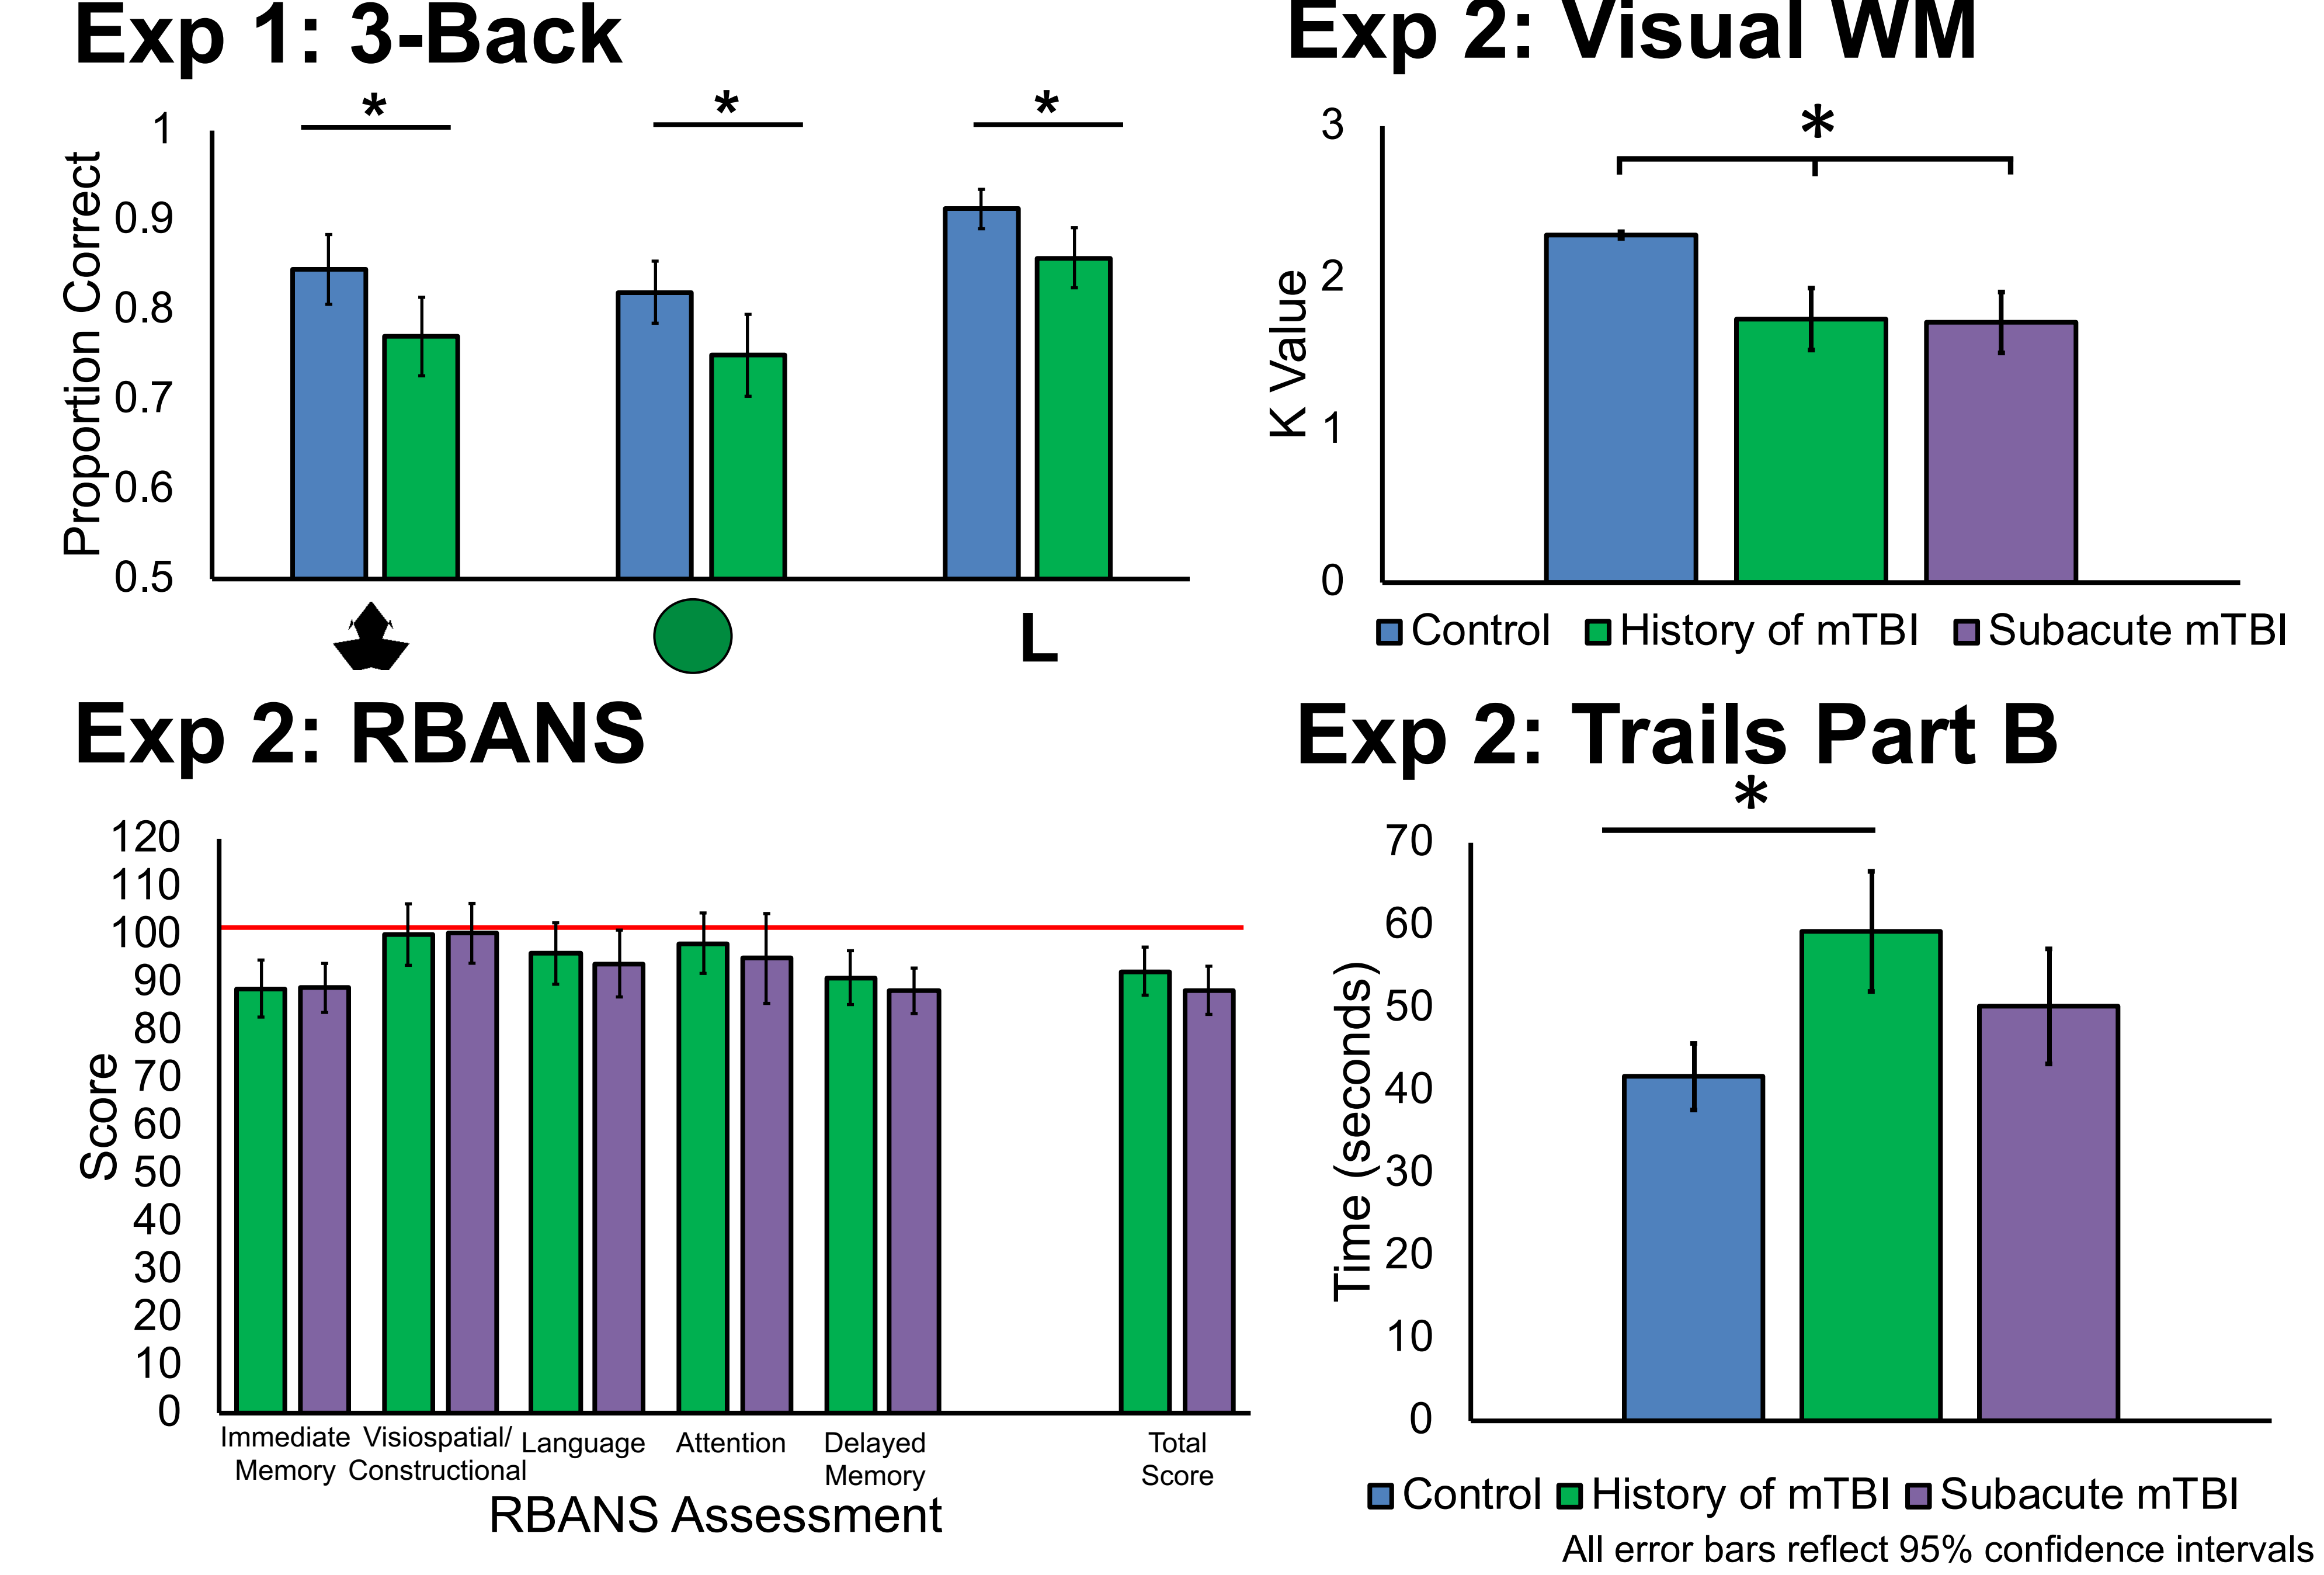 Exp 1: 3-Back
* * *
Proportion Correct
1
0.9
0.8
0.7
0.6
0.5
L
Exp 2: Visual WM
*
K Value
3
2
1
0
Control History of mTBI Subacute mTBI
Exp 2: RBANS
Score
120
110
100
90
80
70
60
50
40
30
20
10
0
Immediate Memory
Visiospatial/ Constructional
Language
Attention
Delayed Memory
Total Score
RBANS Assessment
Exp 2: Trails Part B
*
Time (seconds)
70
60
50
40
30
20
10
0
Control History of mTBI Subacute mTBI
All error bars reflect 95% confidence intervals